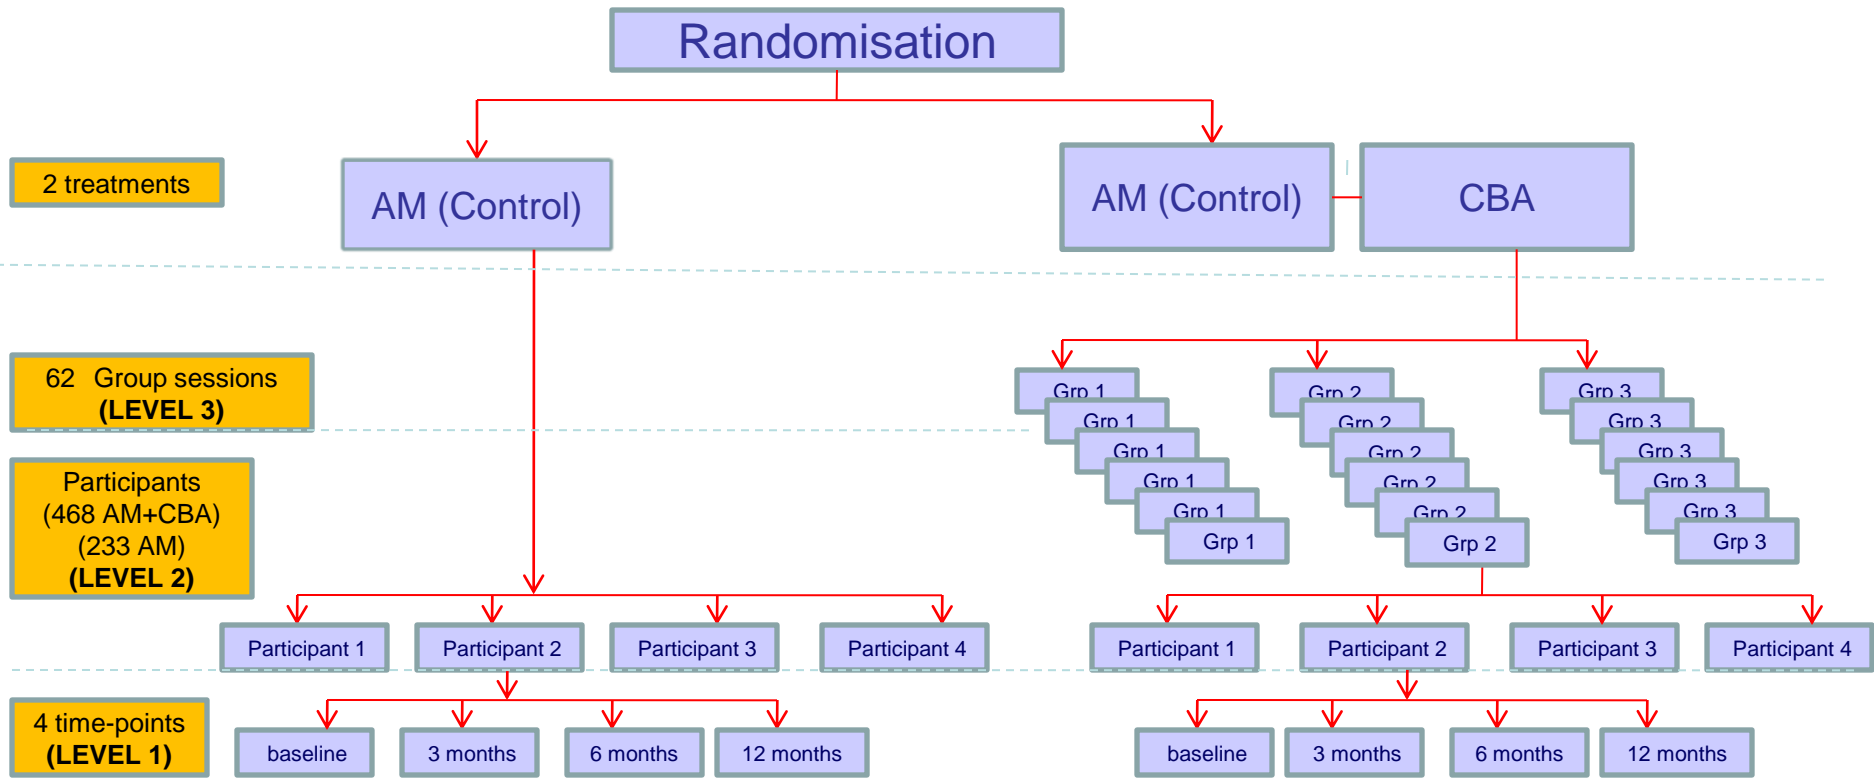 Randomisation
2 treatments
AM (Control)
AM (Control)
CBA
62 Group sessions
(LEVEL 3)
Grp 1
Grp 2
Grp 3
Grp 1
Grp 2
Grp 3
Grp 1
Grp 2
Grp 3
Grp 1
Grp 2
Grp 3
Grp 1
Grp 2
Grp 3
Grp 1
Grp 2
Grp 3
Participants
(468 AM+CBA)
(233 AM)
(LEVEL 2)
Participant 1
Participant 2
Participant 3
Participant 4
Participant 1
Participant 2
Participant 3
Participant 4
4 time-points
(LEVEL 1)
baseline
3 months
6 months
12 months
baseline
3 months
6 months
12 months